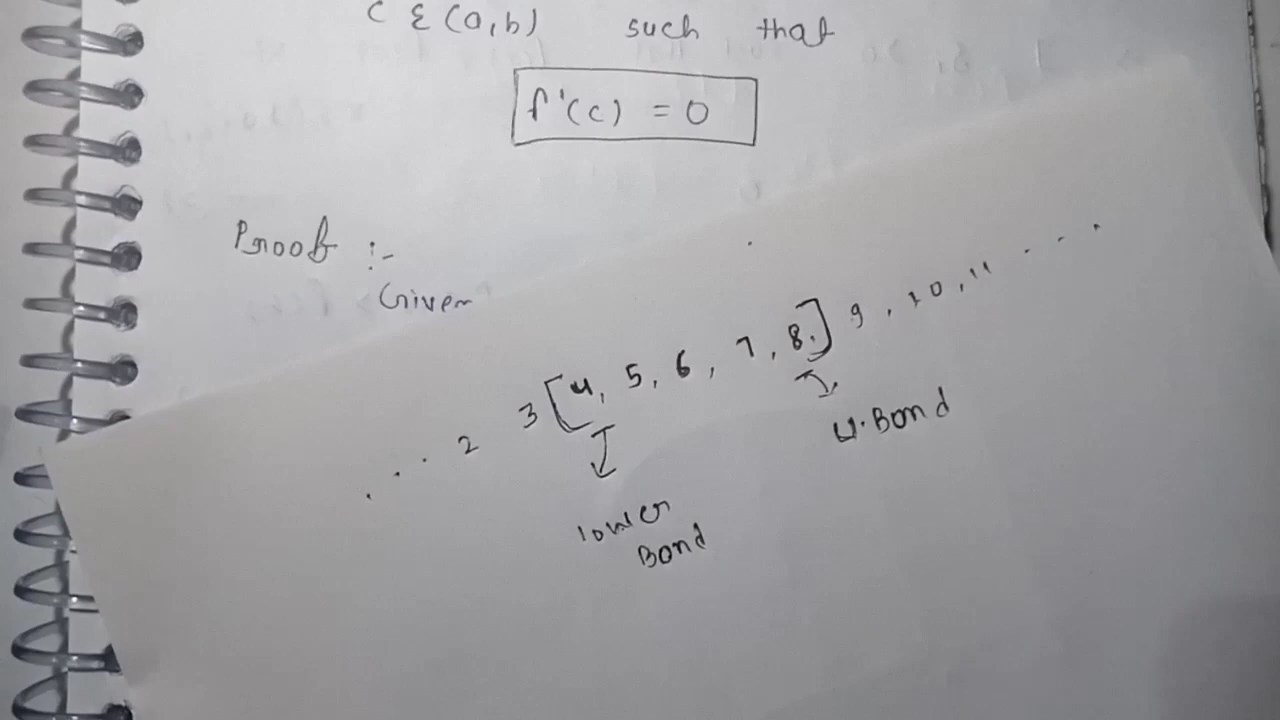 C ε (a,b) such that
f'(c) = 0
Proof :-
Given
. . . 2 3 [4, 5, 6, 7, 8.] 9, 10, 11 - - .
lower
Bond
U.Bond